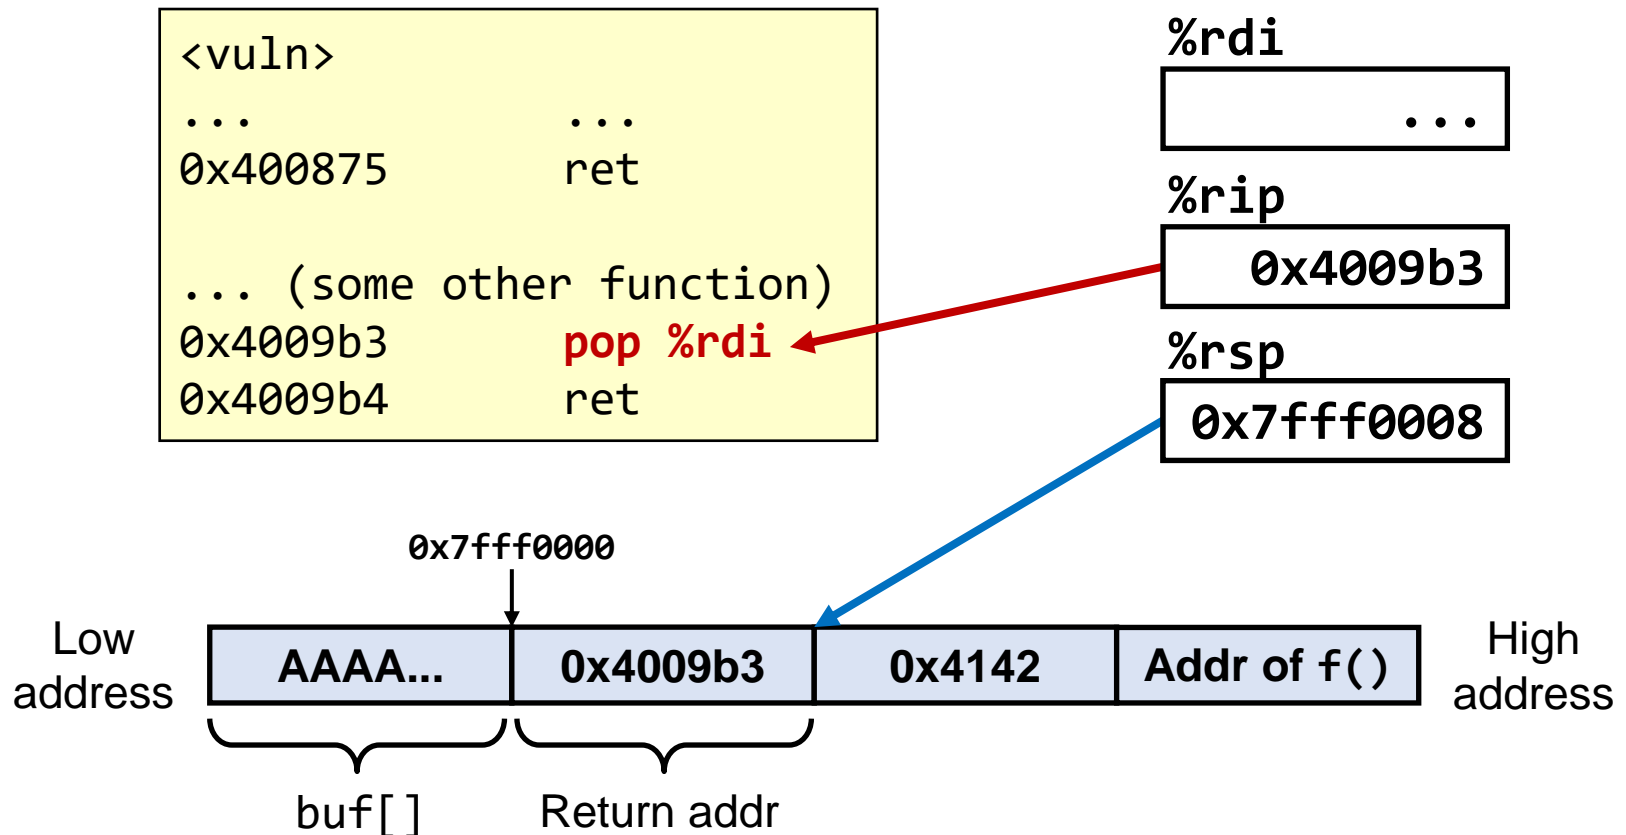 <vuln>
... ...
0x400875 ret
... (some other function)
0x4009b3 pop %rdi
0x4009b4 ret
%rdi
...
%rip
0x4009b3
%rsp
0x7fff0008
0x7fff0000
Low
address
AAAA... 0x4009b3 0x4142 Addr of f()
High
address
buf[] Return addr